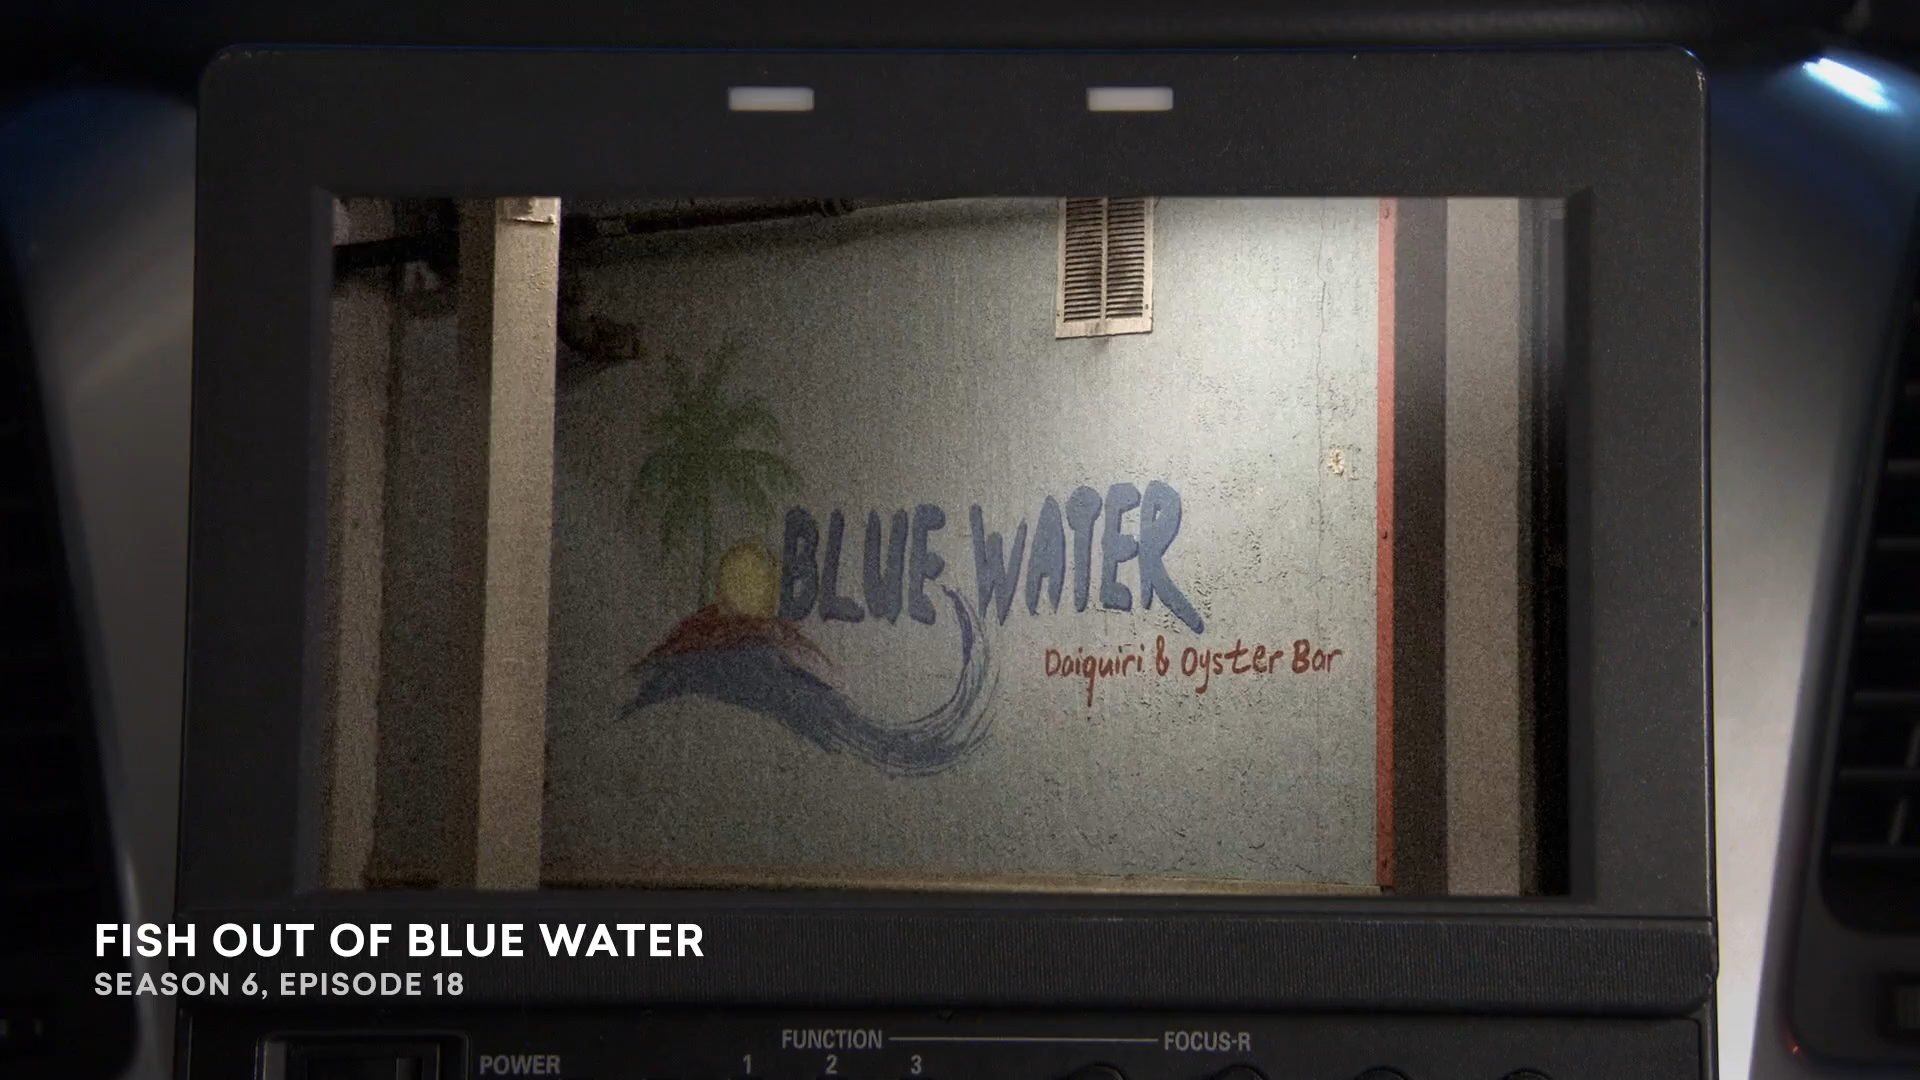 BLUE WATER
Daiquiri & Oyster Bar
FISH OUT OF BLUE WATER
SEASON 6, EPISODE 18
FUNCTION FOCUS-R
POWER 1 2 3